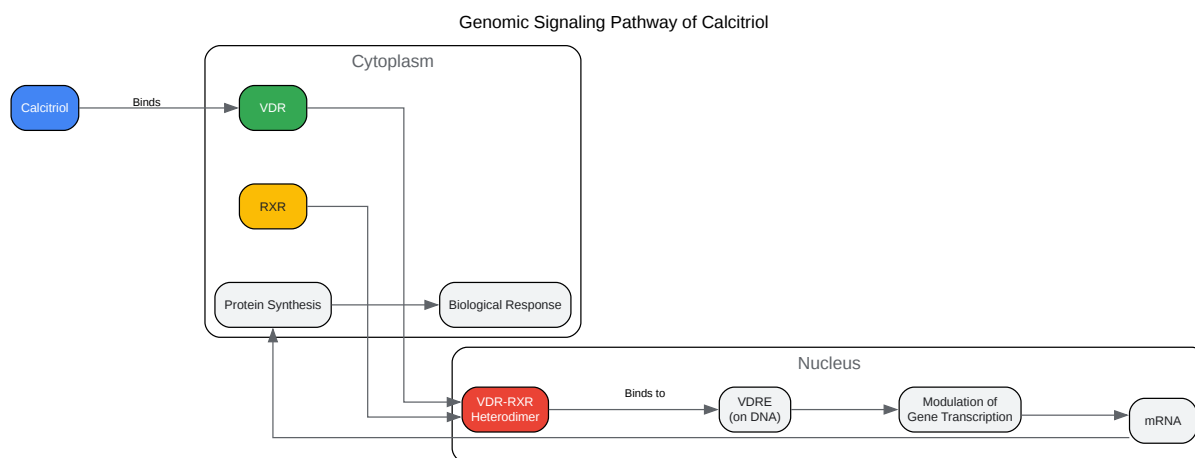 Genomic Signaling Pathway of Calcitriol
Cytoplasm
Calcitriol
Binds
VDR
RXR
Protein Synthesis
Biological Response
Nucleus
VDR-RXR
Heterodimer
Binds to
VDRE
(on DNA)
Modulation of
Gene Transcription
mRNA